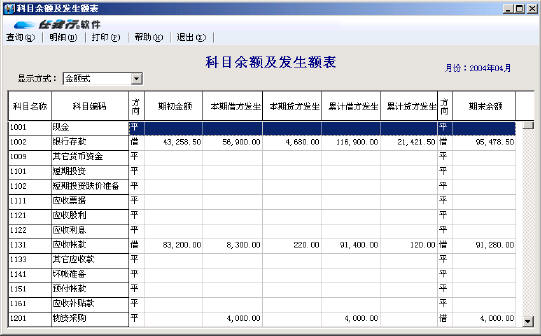 科目余额及发生额表
任我行软件
查询(Q) 明细(D) 打印(P) 帮助(H) 退出(E)
科目余额及发生额表
月份：2004年04月
显示方式： 金额式
科目名称 科目编码 方向 期初金额 本期借方发生 本期贷方发生 累计借方发生 累计贷方发生 方向 期末余额
1001 现金 平 平
1002 银行存款 借 43,258.50 56,900.00 4,680.00 116,900.00 21,421.50 借 95,478.50
1009 其它货币资金 平 平
1101 短期投资 平 平
1102 短期投资跌价准备 平 平
1111 应收票据 平 平
1121 应收股利 平 平
1122 应收利息 平 平
1131 应收帐款 借 83,200.00 8,300.00 220.00 91,400.00 120.00 借 91,280.00
1133 其它应收款 平 平
1141 坏帐准备 平 平
1151 预付帐款 平 平
1161 应收补贴款 平 平
1201 物资采购 平 4,000.00 4,000.00 借 4,000.00